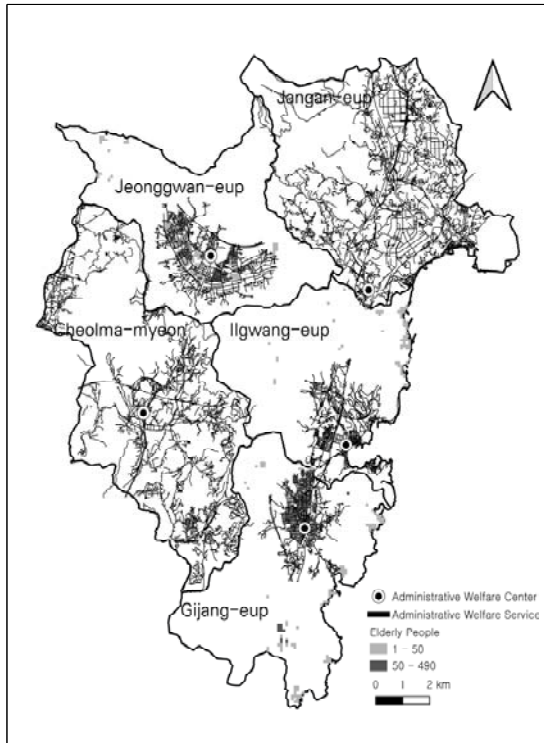 Jangan-eup
Jeonggwan-eup
Cheolma-myeon
Ilgwang-eup
Gijang-eup
Administrative Welfare Center
Administrative Welfare Service
Elderly People
1 - 50
50 - 490
0 1 2 km